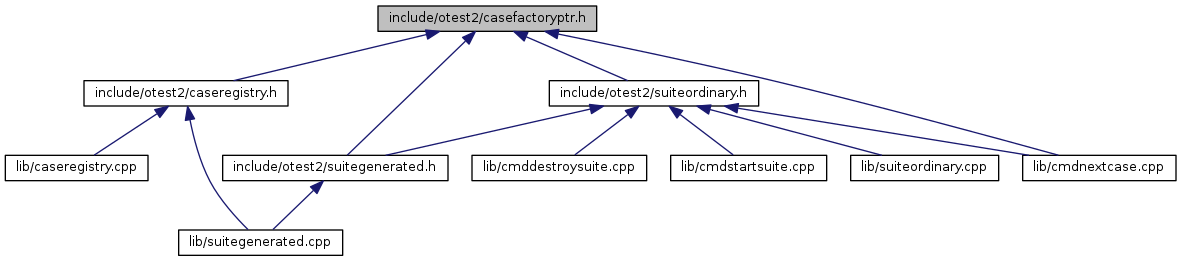 include/otest2/casefactoryptr.h
include/otest2/caseregistry.h
include/otest2/suiteordinary.h
lib/caseregistry.cpp
include/otest2/suitegenerated.h
lib/cmddestroysuite.cpp
lib/cmdstartsuite.cpp
lib/suiteordinary.cpp
lib/cmdnextcase.cpp
lib/suitegenerated.cpp